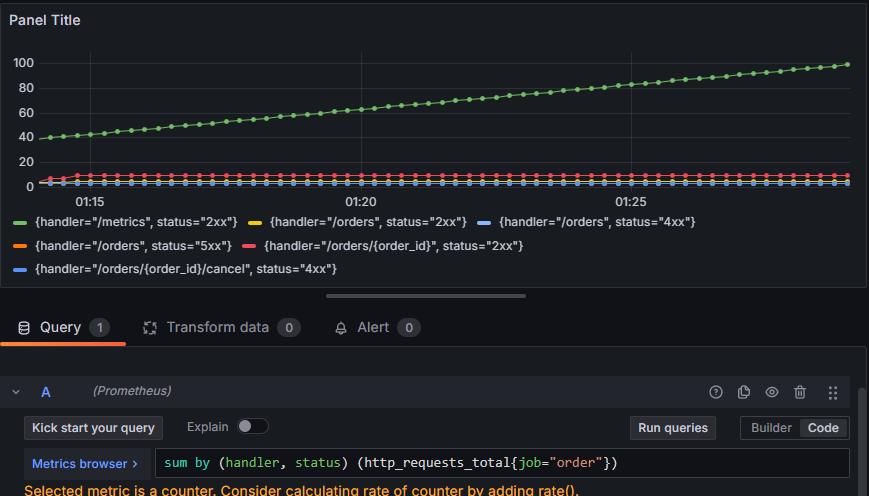 Panel Title
100
80
60
40
20
0
01:15 01:20 01:25
{handler="/metrics", status="2xx"} {handler="/orders", status="2xx"} {handler="/orders", status="4xx"}
{handler="/orders", status="5xx"} {handler="/orders/{order_id}", status="2xx"}
{handler="/orders/{order_id}/cancel", status="4xx"}
Query 1 Transform data 0 Alert 0
A (Prometheus)
Kick start your query Explain Run queries Builder Code
Metrics browser > sum by (handler, status) (http_requests_total{job="order"})
Selected metric is a counter. Consider calculating rate of counter by adding rate().